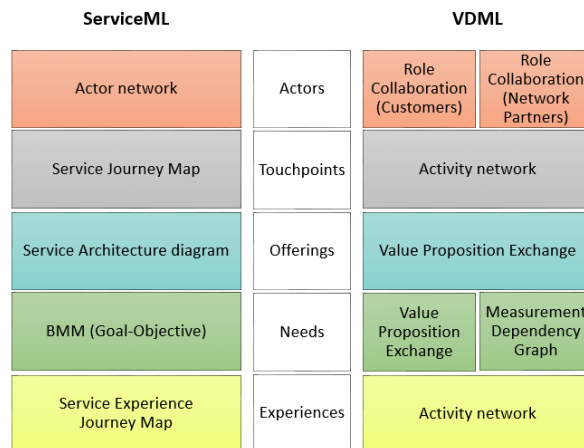 ServiceML
VDML
Actor network
Actors
Role
Collaboration
(Customers)
Role
Collaboration
(Network
Partners)
Service Journey Map
Touchpoints
Activity network
Service Architecture diagram
Offerings
Value Proposition Exchange
BMM (Goal-Objective)
Needs
Value
Proposition
Exchange
Measurement
Dependency
Graph
Service Experience
Journey Map
Experiences
Activity network